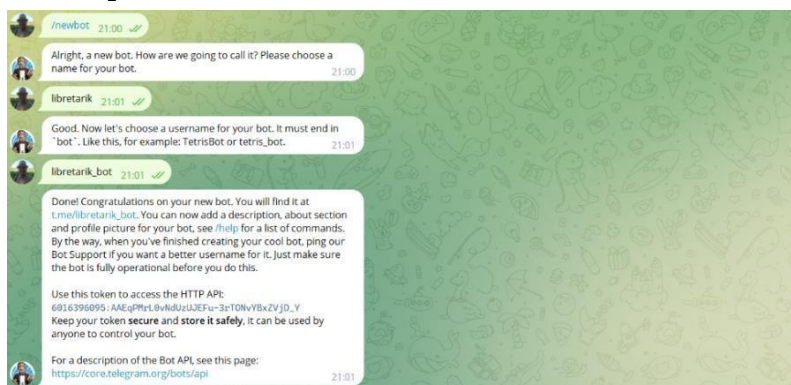 /newbot 21:00
Alright, a new bot. How are we going to call it? Please choose a
name for your bot.
21:00
libretarik 21:01
Good. Now let's choose a username for your bot. It must end in
`bot`. Like this, for example: TetrisBot or tetris_bot.
21:01
libretarik_bot 21:01
Done! Congratulations on your new bot. You will find it at
t.me/libretarik_bot. You can now add a description, about section
and profile picture for your bot, see /help for a list of commands.
By the way, when you've finished creating your cool bot, ping our
Bot Support if you want a better username for it. Just make sure
the bot is fully operational before you do this.
Use this token to access the HTTP API:
Keep your token secure and store it safely, it can be used by
anyone to control your bot.
For a description of the Bot API, see this page:
https://core.telegram.org/bots/api
21:01